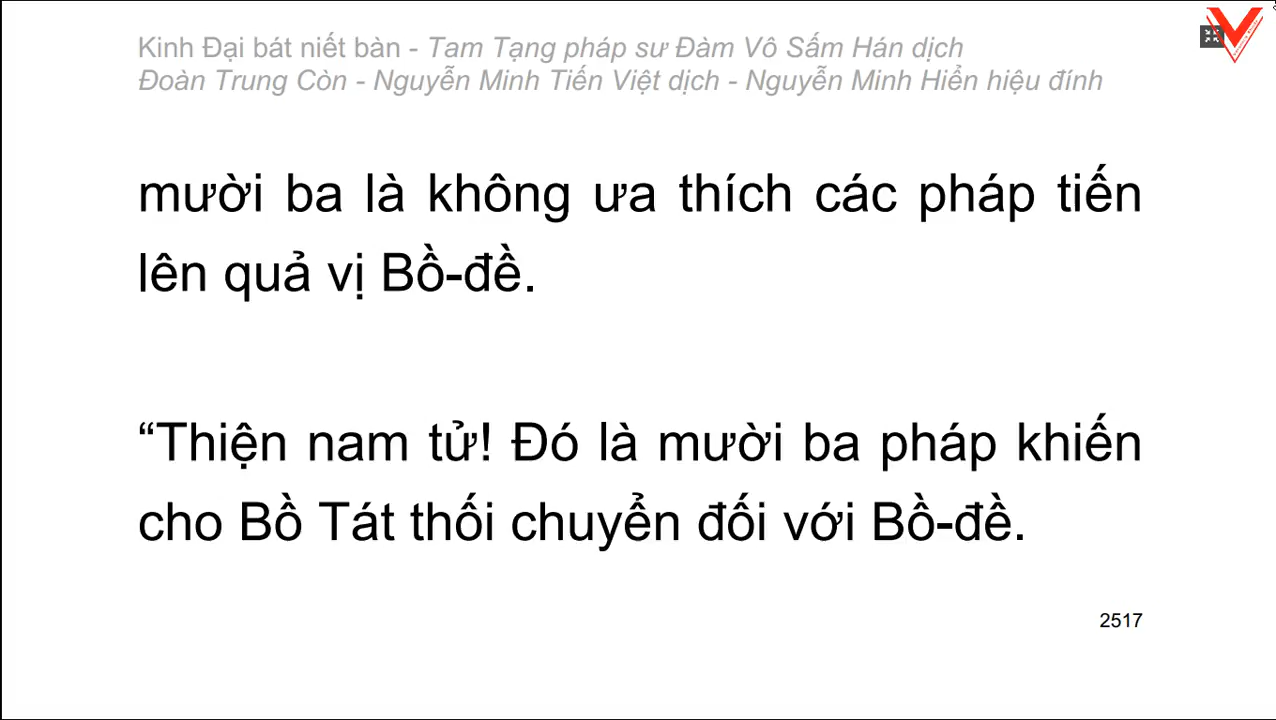 Kinh Đại bát niết bàn - Tam Tạng pháp sư Đàm Vô Sấm Hán dịch
Đoàn Trung Còn - Nguyễn Minh Tiến Việt dịch - Nguyễn Minh Hiển hiệu đính
mười ba là không ưa thích các pháp tiến
lên quả vị Bồ-đề.
“Thiện nam tử! Đó là mười ba pháp khiến
cho Bồ Tát thối chuyển đối với Bồ-đề.
2517